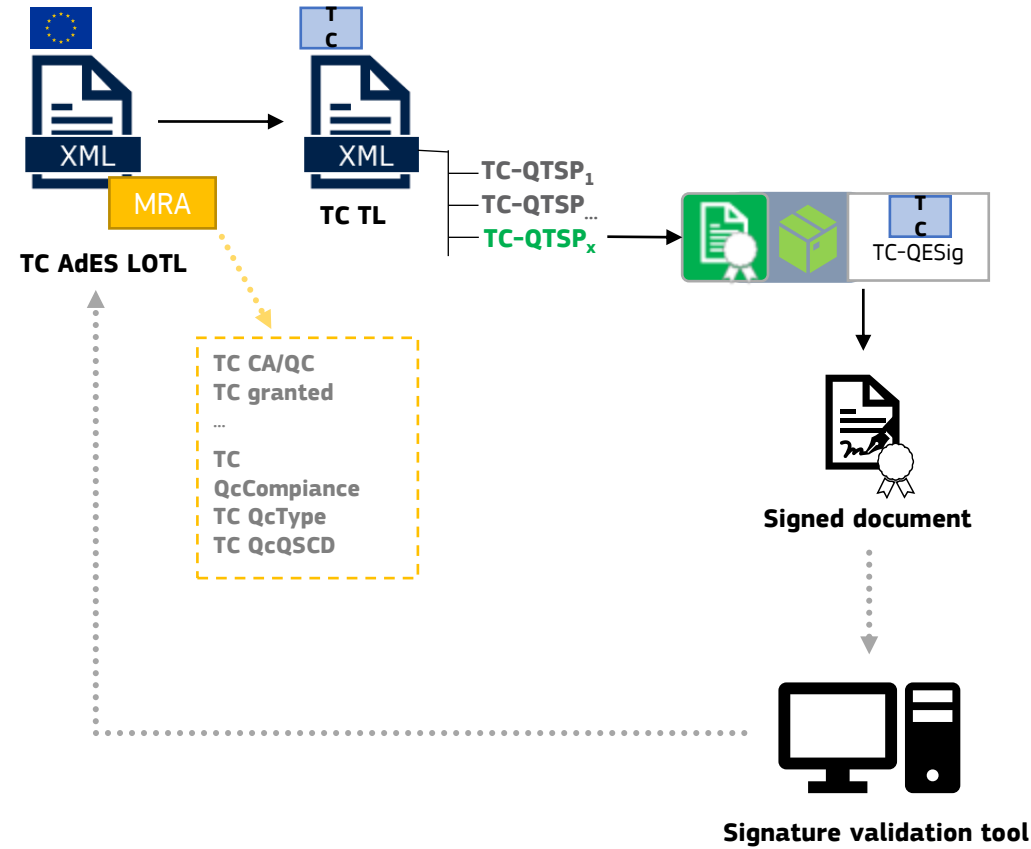 T
C
XML
XML
MRA
TC AdES LOTL
TC TL
TC-QTSP1
TC-QTSP...
TC-QTSPx
T
C
TC-QESig
TC CA/QC
TC granted
...
TC
QcCompiance
TC QcType
TC QcQSCD
Signed document
Signature validation tool